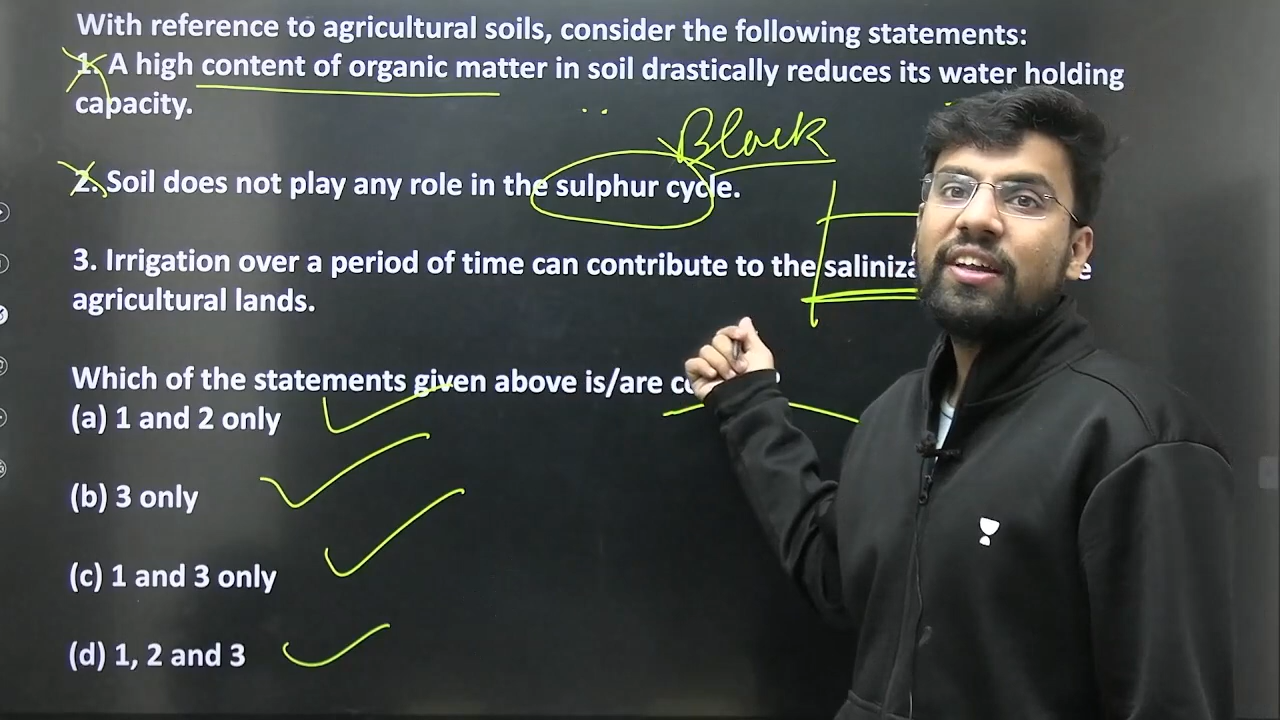 With reference to agricultural soils, consider the following statements:
1. A high content of organic matter in soil drastically reduces its water holding
capacity.
Black
2. Soil does not play any role in the sulphur cycle.
3. Irrigation over a period of time can contribute to the
agricultural lands.
Which of the statements given above is/are
(a) 1 and 2 only
(b) 3 only
(c) 1 and 3 only
(d) 1, 2 and 3